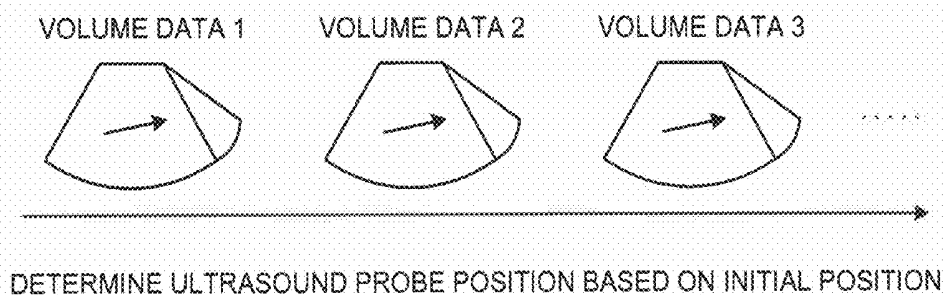 VOLUME DATA 1 VOLUME DATA 2 VOLUME DATA 3
.....
DETERMINE ULTRASOUND PROBE POSITION BASED ON INITIAL POSITION